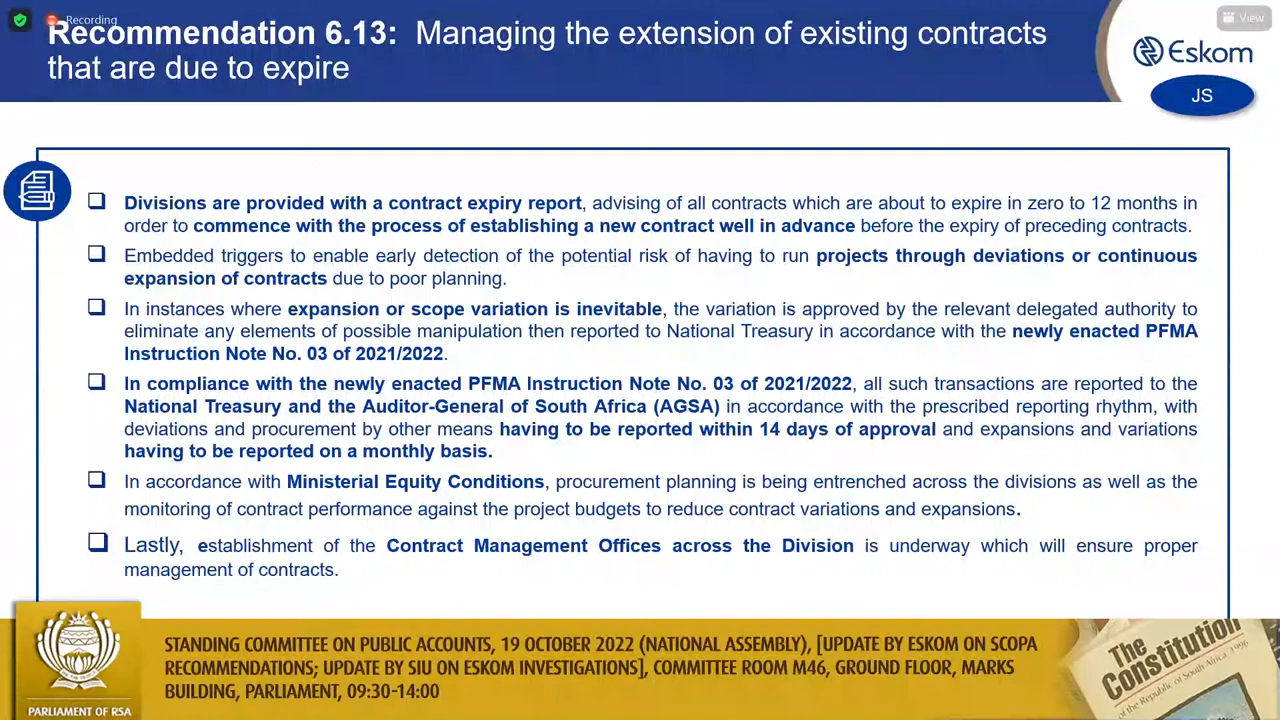 Recording
View
Recommendation 6.13: Managing the extension of existing contracts
that are due to expire
Eskom
JS
Divisions are provided with a contract expiry report, advising of all contracts which are about to expire in zero to 12 months in
order to commence with the process of establishing a new contract well in advance before the expiry of preceding contracts.
Embedded triggers to enable early detection of the potential risk of having to run projects through deviations or continuous
expansion of contracts due to poor planning.
In instances where expansion or scope variation is inevitable, the variation is approved by the relevant delegated authority to
eliminate any elements of possible manipulation then reported to National Treasury in accordance with the newly enacted PFMA
Instruction Note No. 03 of 2021/2022.
In compliance with the newly enacted PFMA Instruction Note No. 03 of 2021/2022, all such transactions are reported to the
National Treasury and the Auditor-General of South Africa (AGSA) in accordance with the prescribed reporting rhythm, with
deviations and procurement by other means having to be reported within 14 days of approval and expansions and variations
having to be reported on a monthly basis.
In accordance with Ministerial Equity Conditions, procurement planning is being entrenched across the divisions as well as the
monitoring of contract performance against the project budgets to reduce contract variations and expansions.
Lastly, establishment of the Contract Management Offices across the Division is underway which will ensure proper
management of contracts.
STANDING COMMITTEE ON PUBLIC ACCOUNTS, 19 OCTOBER 2022 (NATIONAL ASSEMBLY), [UPDATE BY ESKOM ON SCOPA
RECOMMENDATIONS; UPDATE BY SIU ON ESKOM INVESTIGATIONS], COMMITTEE ROOM M46, GROUND FLOOR, MARKS
BUILDING, PARLIAMENT, 09:30-14:00
PARLIAMENT OF RSA
The
Constitution
of the Republic of South Africa, 1996